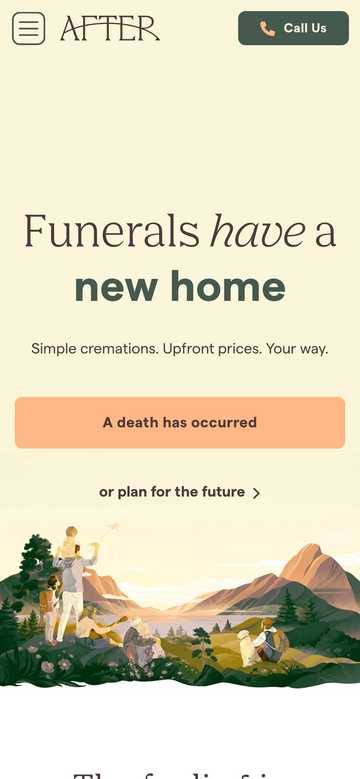 AFTER
Call Us
Funerals have a
new home
Simple cremations. Upfront prices. Your way.
A death has occurred
or plan for the future